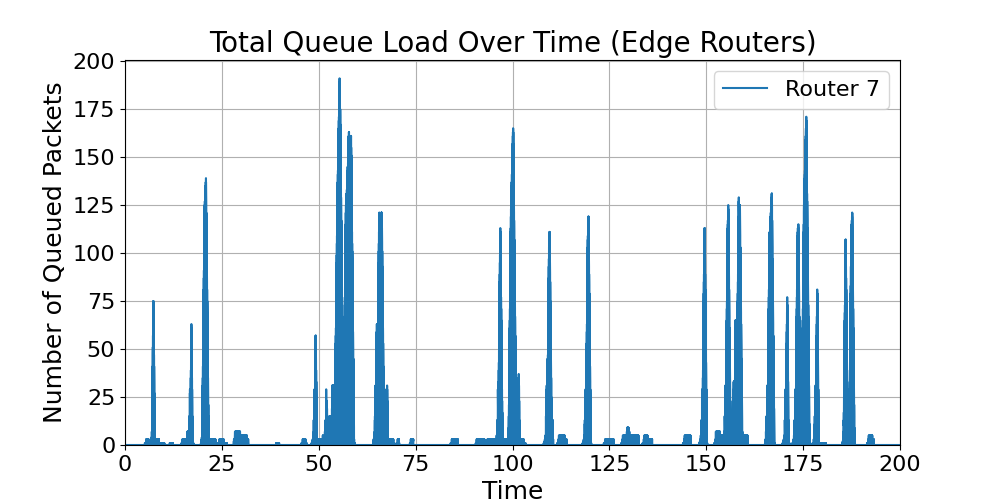 Total Queue Load Over Time (Edge Routers)
Number of Queued Packets
200
175
150
125
100
75
50
25
0
Router 7
0 25 50 75 100 125 150 175 200
Time